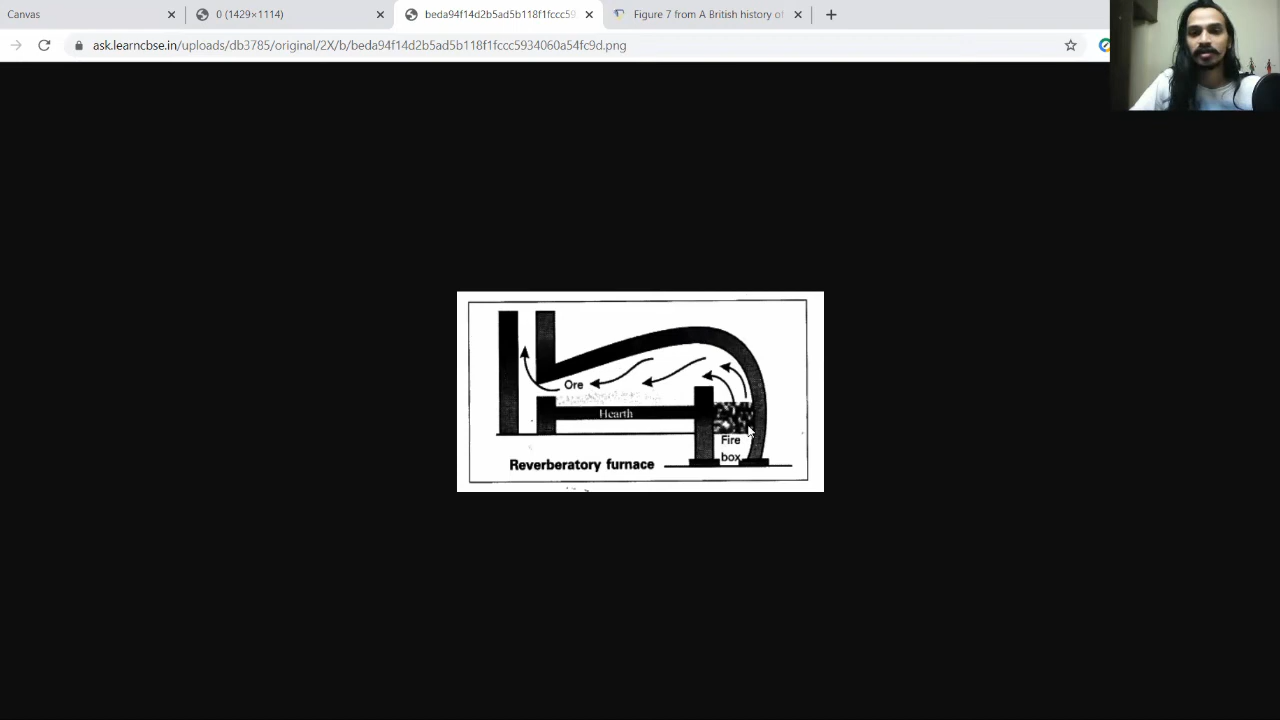 Canvas
0 (1429×1114)
beda94f14d2b5ad5b118f1fccc59
Figure 7 from A British history of
ask.learncbse.in/uploads/db3785/original/2X/b/beda94f14d2b5ad5b118f1fccc5934060a54fc9d.png
Ore
Hearth
Fire
box
Reverberatory furnace